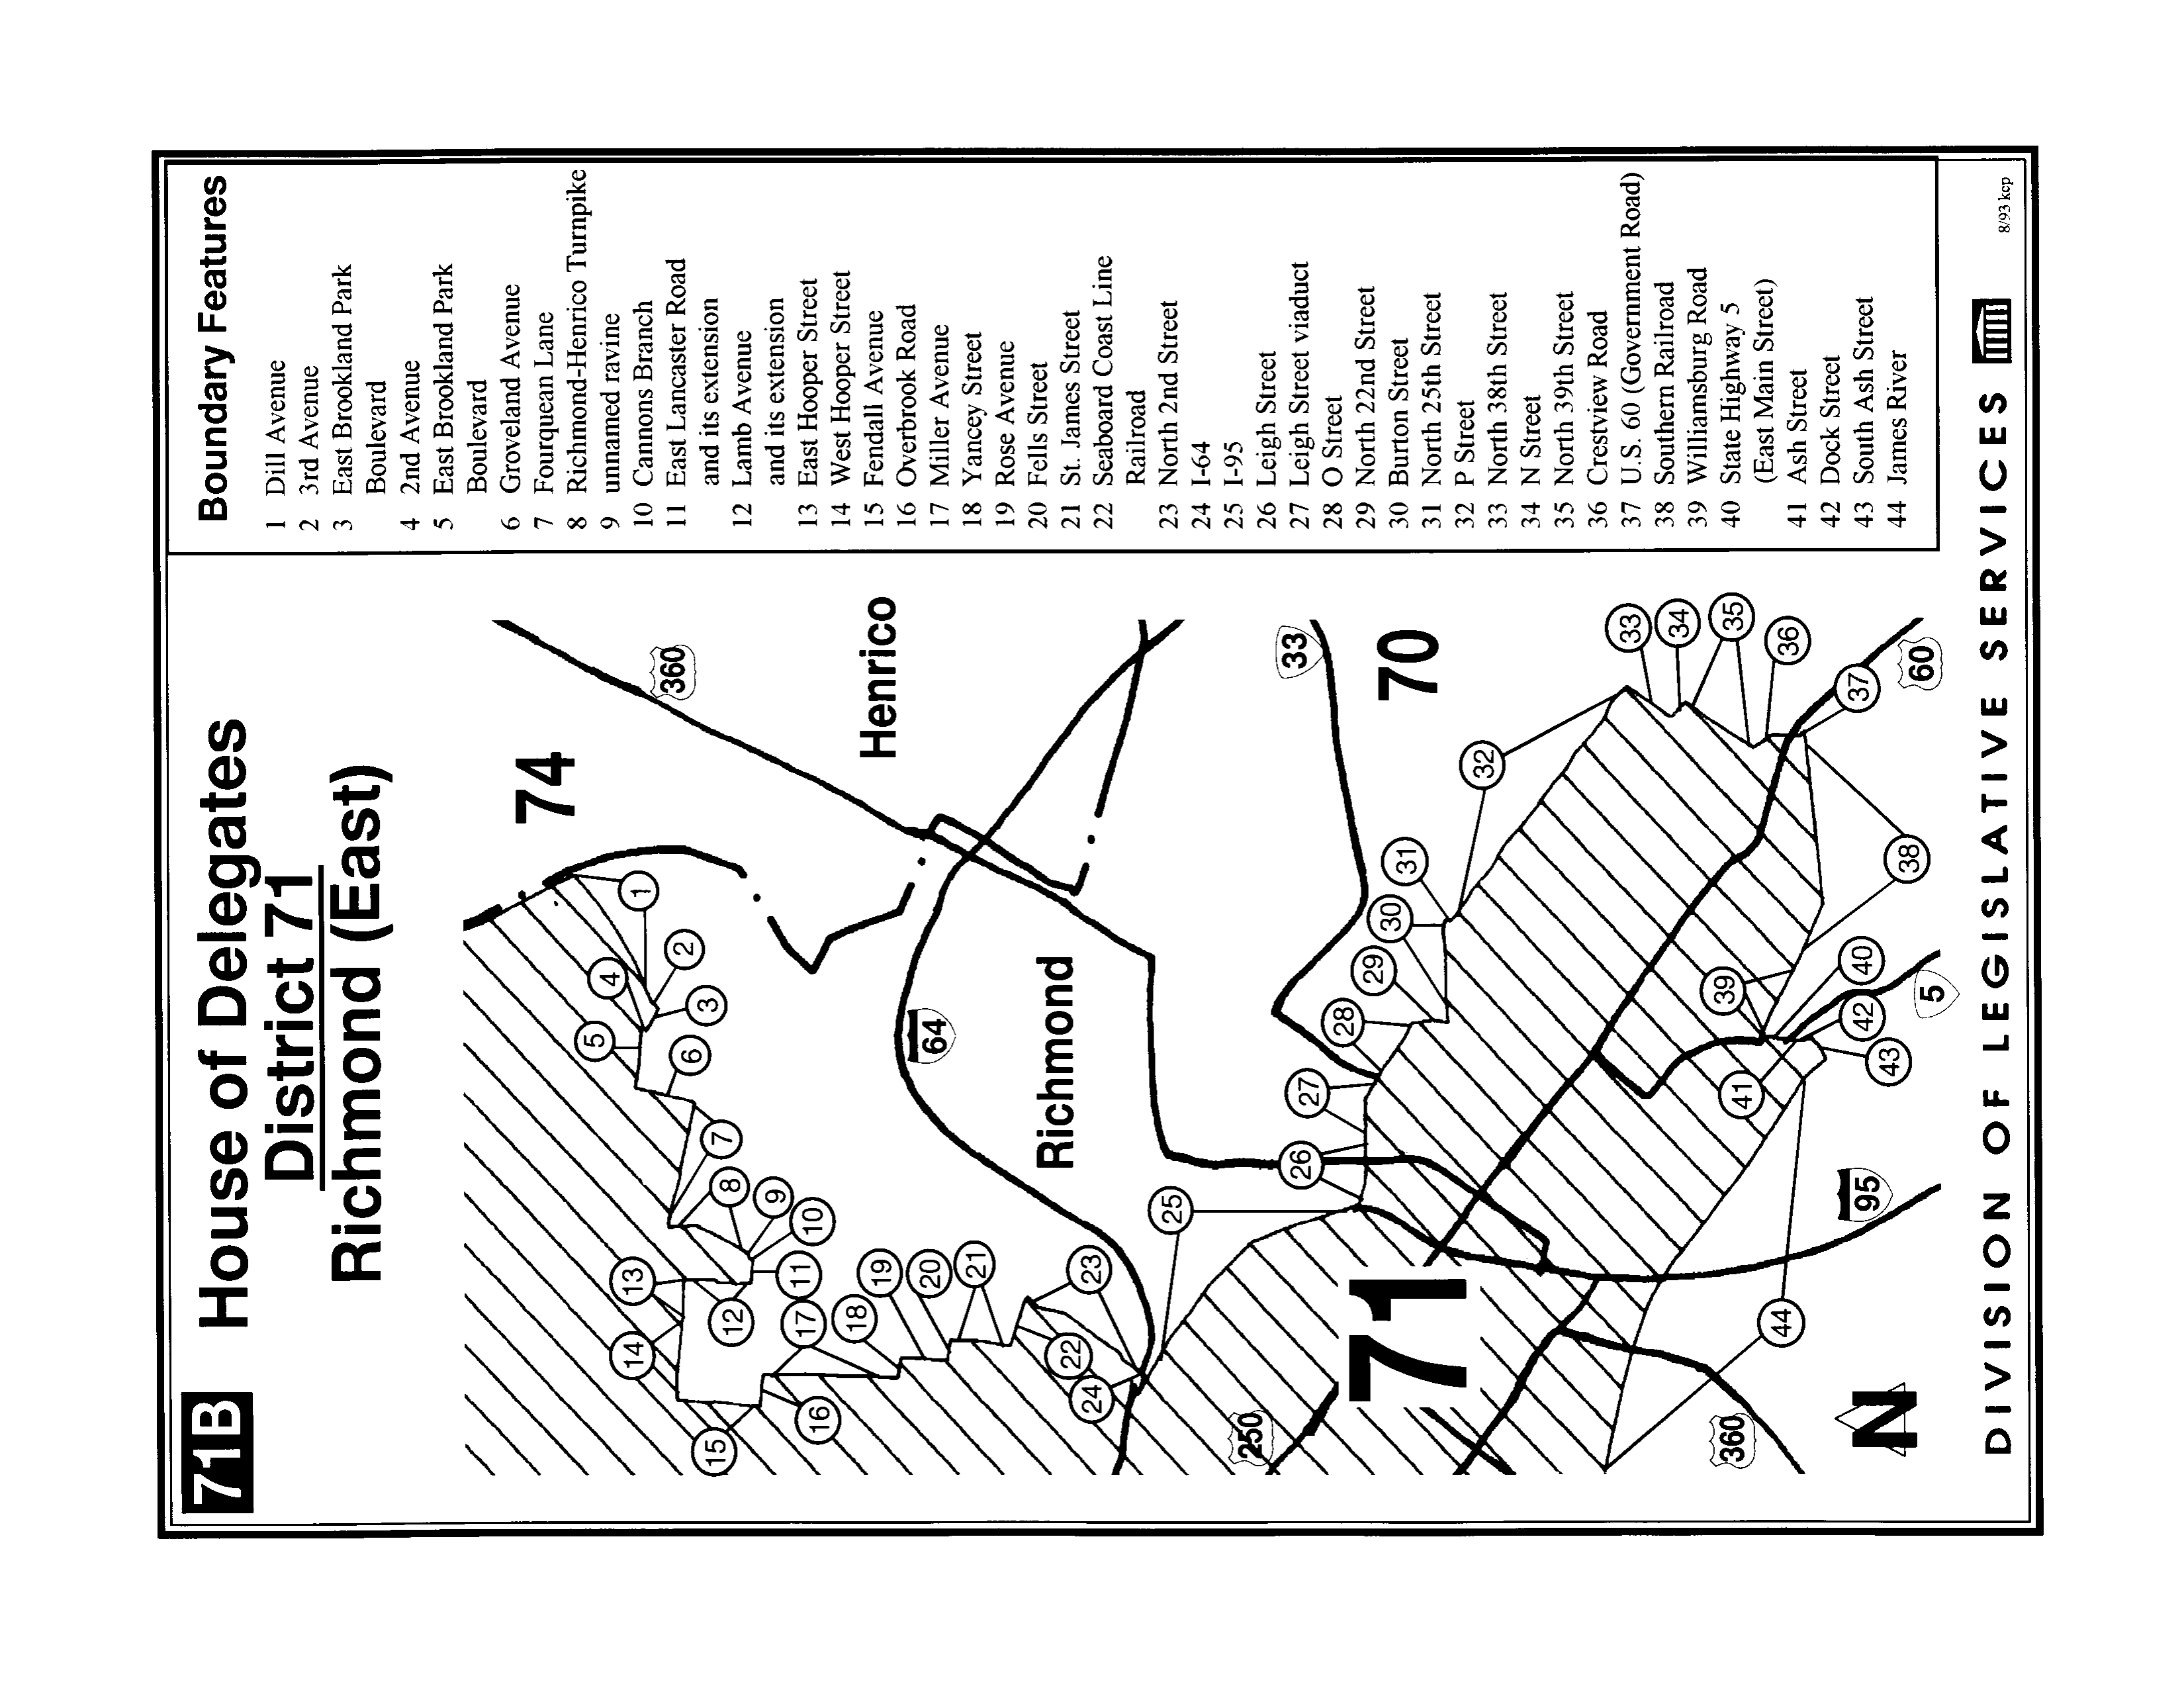 71B
House of Delegates
District 71
Richmond (East)
74
360
Henrico
64
Richmond
33
70
71
250
360
95
5
60
N
1
2
3
4
5
6
7
8
9
10
11
12
13
14
15
16
17
18
19
20
21
22
23
24
25
26
27
28
29
30
31
32
33
34
35
36
37
38
39
40
41
42
43
44
Boundary Features
1 Dill Avenue
2 3rd Avenue
3 East Brookland Park
Boulevard
4 2nd Avenue
5 East Brookland Park
Boulevard
6 Groveland Avenue
7 Fourquean Lane
8 Richmond-Henrico Turnpike
9 unnamed ravine
10 Cannons Branch
11 East Lancaster Road
and its extension
12 Lamb Avenue
and its extension
13 East Hooper Street
14 West Hooper Street
15 Fendall Avenue
16 Overbrook Road
17 Miller Avenue
18 Yancey Street
19 Rose Avenue
20 Fells Street
21 St. James Street
22 Seaboard Coast Line
Railroad
23 North 2nd Street
24 I-64
25 I-95
26 Leigh Street
27 Leigh Street viaduct
28 O Street
29 North 22nd Street
30 Burton Street
31 North 25th Street
32 P Street
33 North 38th Street
34 N Street
35 North 39th Street
36 Crestview Road
37 U.S. 60 (Government Road)
38 Southern Railroad
39 Williamsburg Road
40 State Highway 5
(East Main Street)
41 Ash Street
42 Dock Street
43 South Ash Street
44 James River
DIVISION OF LEGISLATIVE SERVICES
8/93 kcp